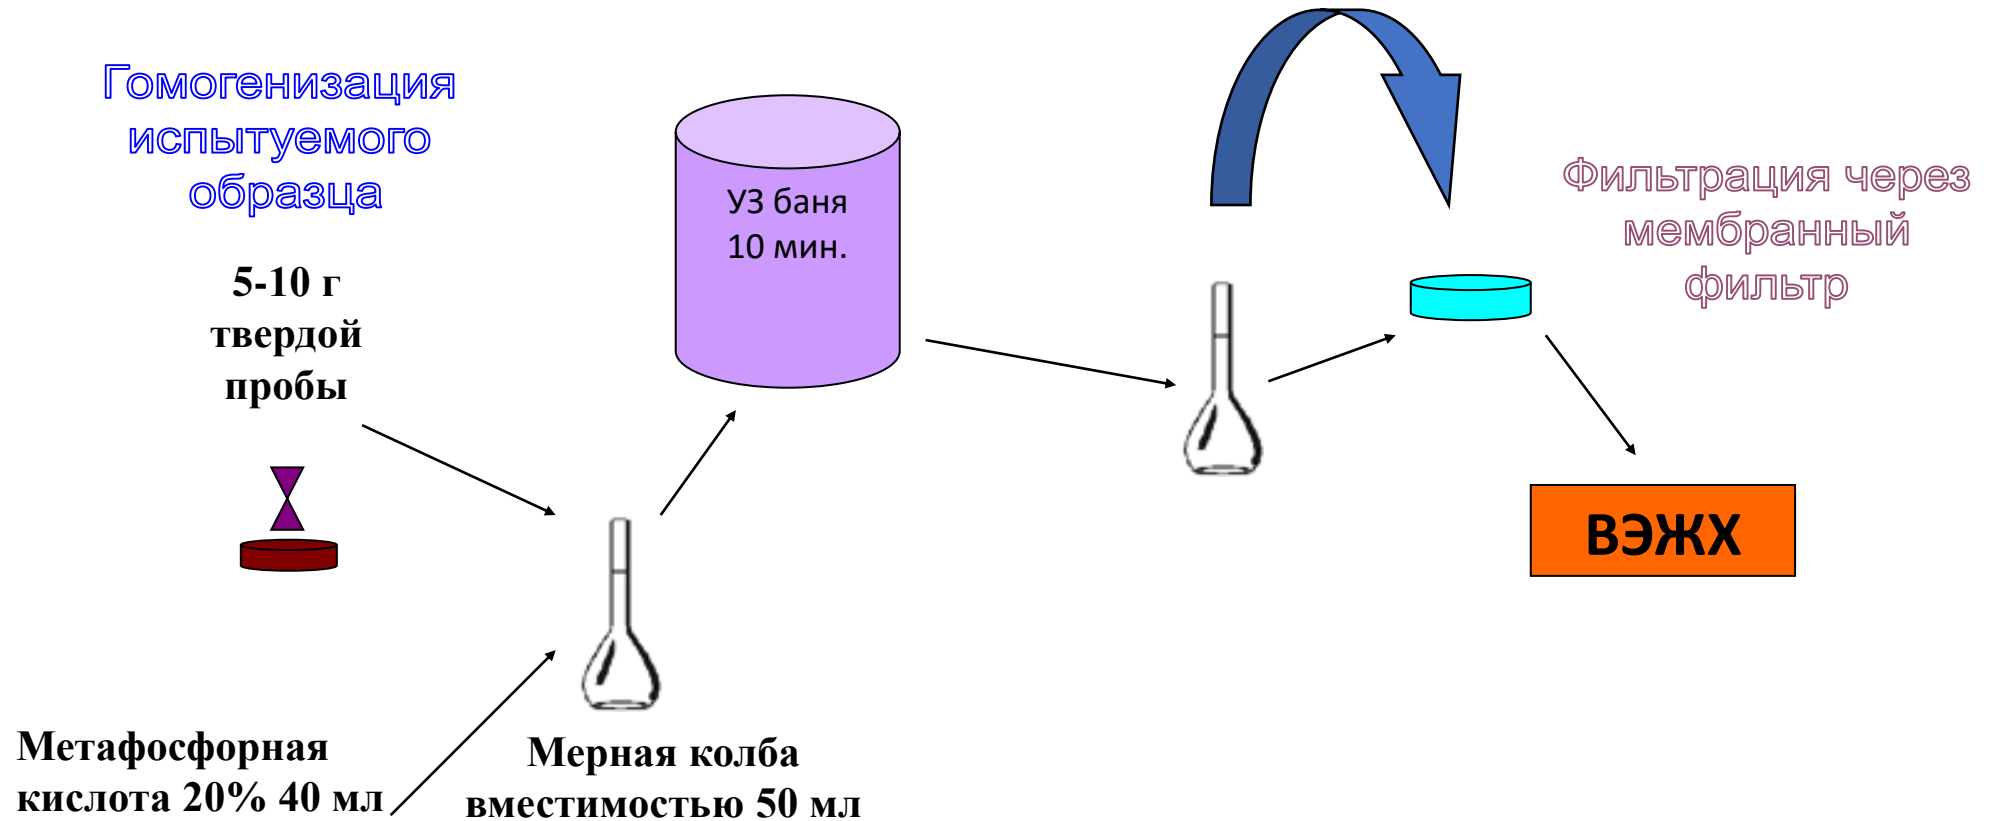 Гомогенизация
испытуемого
образца
5-10 г
твердой
пробы
Метафосфорная
кислота 20% 40 мл
Мерная колба
вместимостью 50 мл
УЗ баня
10 мин.
Фильтрация через
мембранный
фильтр
ВЭЖХ